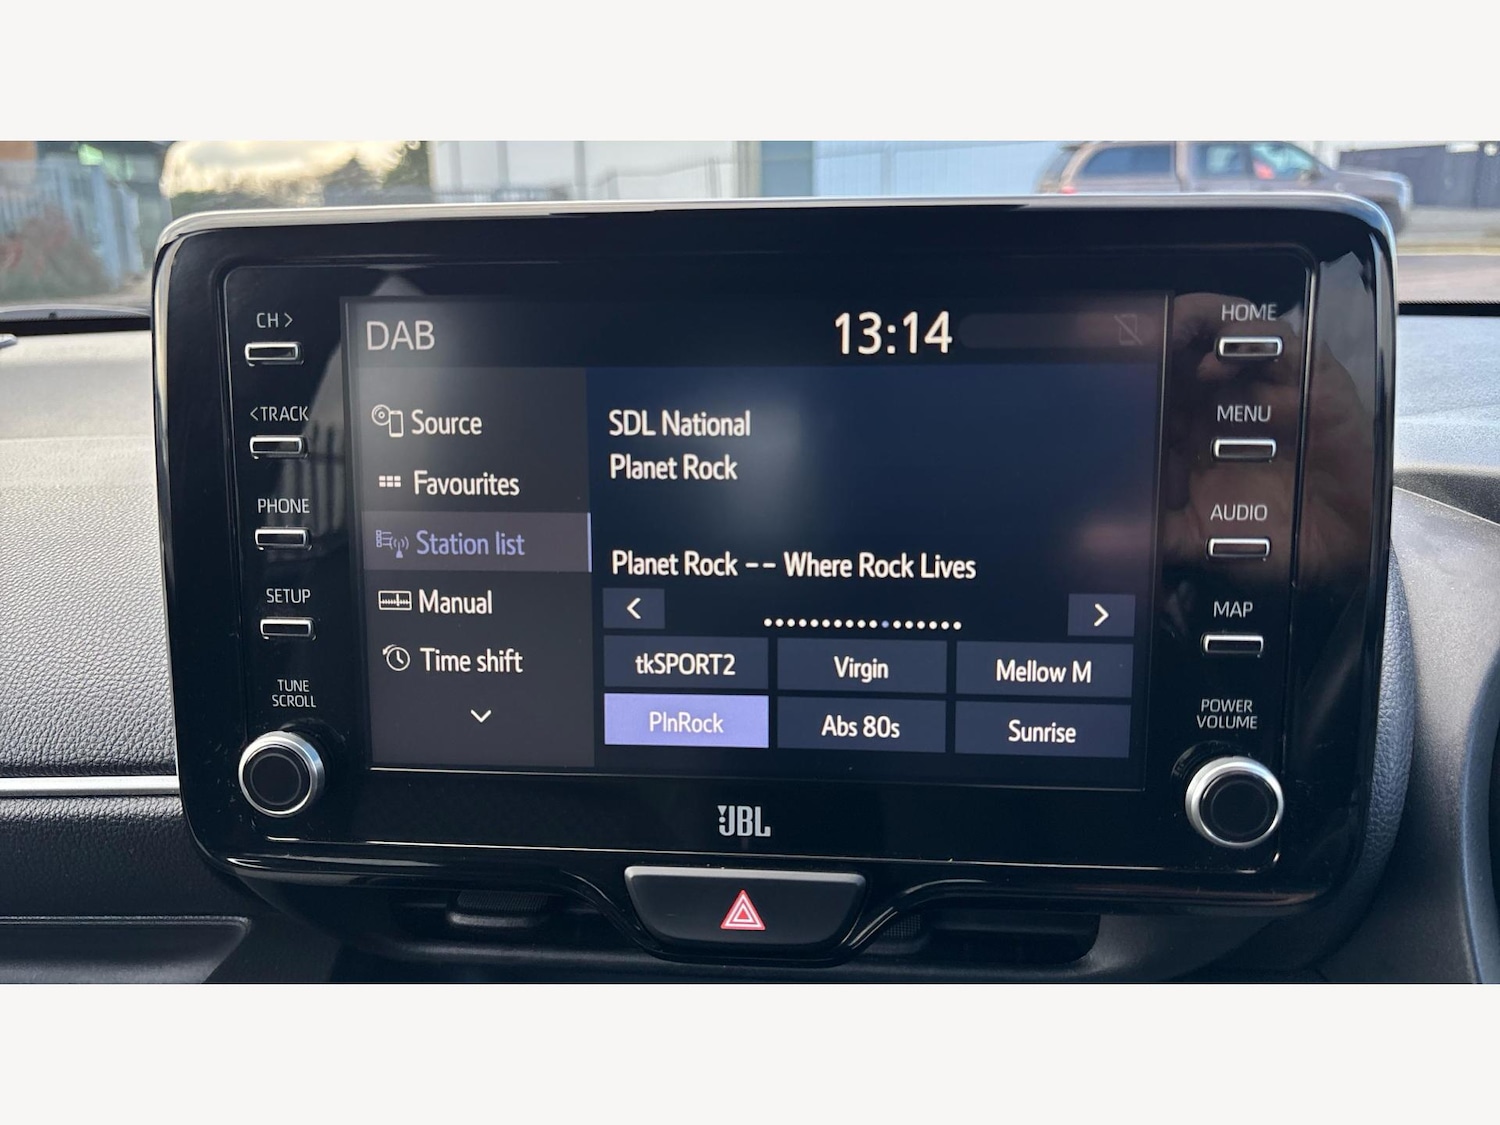 CH >
<TRACK
PHONE
SETUP
TUNE
SCROLL
DAB
13:14
Source
Favourites
Station list
Manual
Time shift
SDL National
Planet Rock
Planet Rock -- Where Rock Lives
< >
tkSPORT2 Virgin Mellow M
PlnRock Abs 80s Sunrise
HOME
MENU
AUDIO
MAP
POWER
VOLUME
JBL